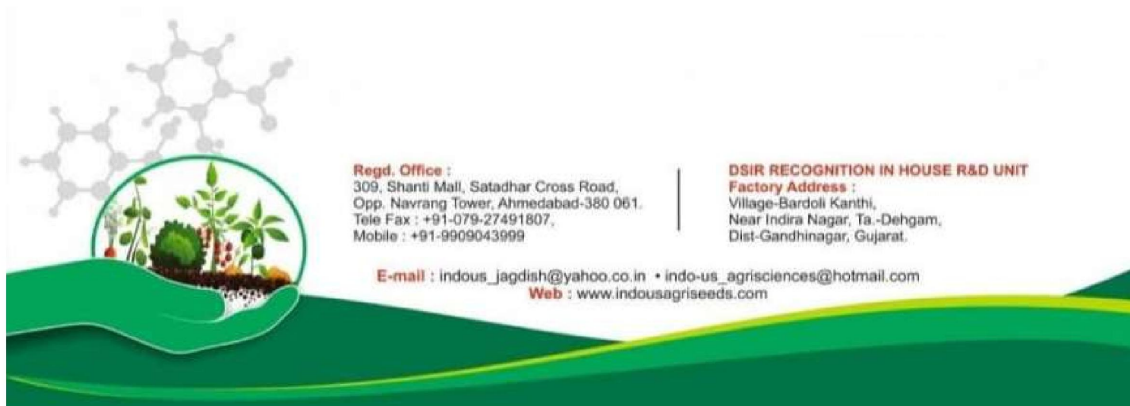 Regd. Office :
309, Shanti Mall, Satadhar Cross Road,
Opp. Navrang Tower, Ahmedabad-380 061.
Tele Fax : +91-079-27491807,
Mobile : +91-9909043999
DSIR RECOGNITION IN HOUSE R&D UNIT
Factory Address :
Village-Bardoli Kanthi,
Near Indira Nagar, Ta.-Dehgam,
Dist-Gandhinagar, Gujarat.
E-mail : indous_jagdish@yahoo.co.in • indo-us_agrisciences@hotmail.com
Web : www.indousagriseeds.com